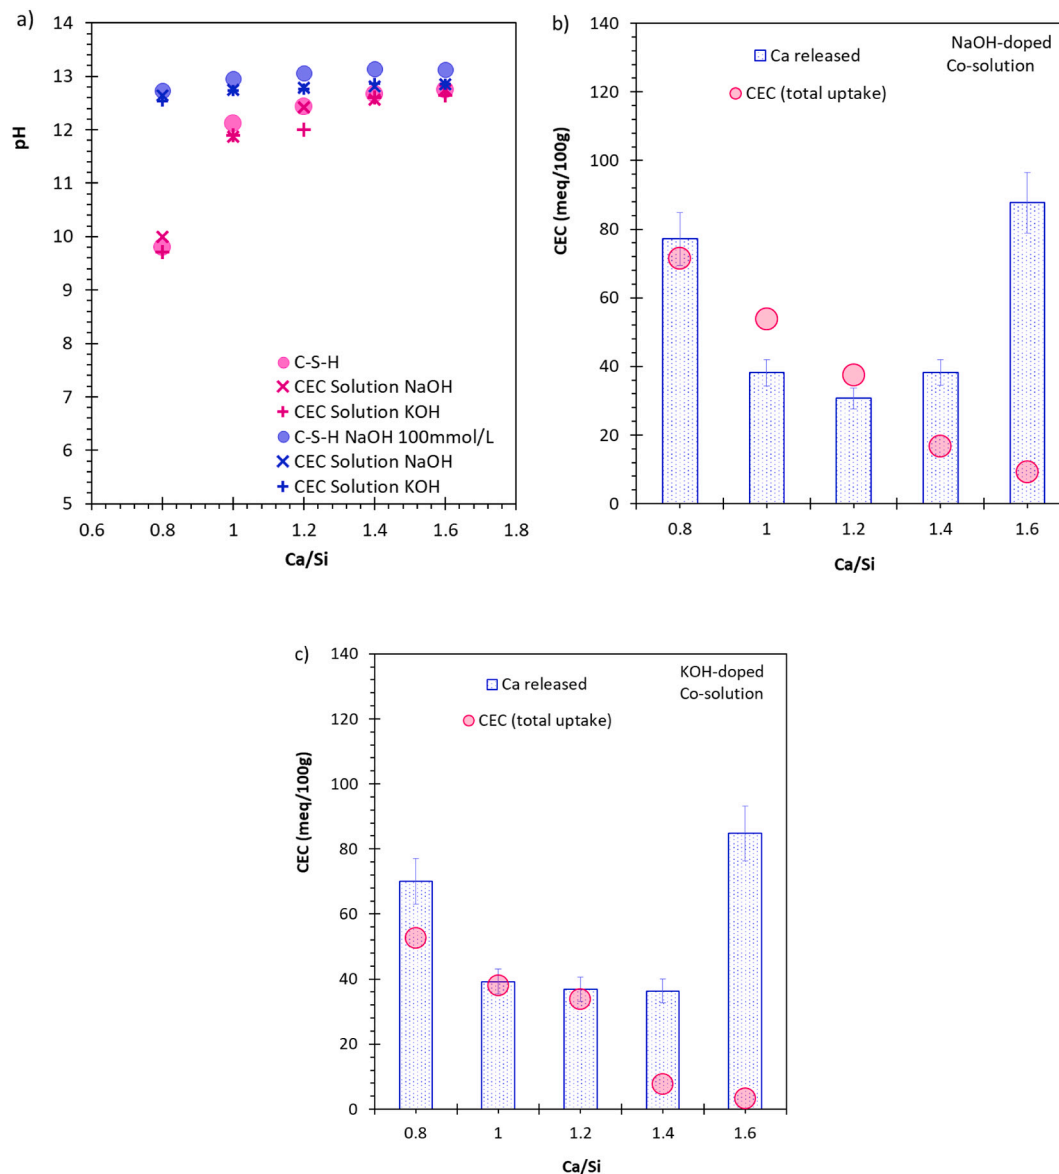 a)
14
13
12
11
10
9
8
7
6
5
pH
C-S-H
CEC Solution NaOH
CEC Solution KOH
C-S-H NaOH 100mmol/L
CEC Solution NaOH
CEC Solution KOH
0.6 0.8 1 1.2 1.4 1.6 1.8
Ca/Si
b)
140
120
100
80
60
40
20
0
CEC (meq/100g)
Ca released
CEC (total uptake)
NaOH-doped
Co-solution
0.8 1 1.2 1.4 1.6
Ca/Si
c)
140
120
100
80
60
40
20
0
CEC (meq/100g)
Ca released
CEC (total uptake)
KOH-doped
Co-solution
0.8 1 1.2 1.4 1.6
Ca/Si